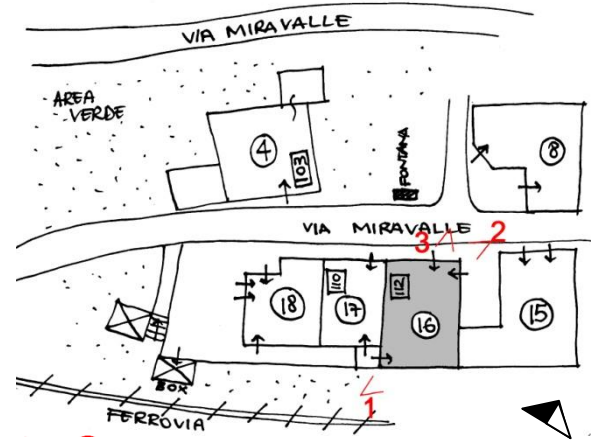 VIA MIRAVALLE
AREA
VERDE
4
103
FONTANA
8
VIA MIRAVALLE
3
2
110
112
18
17
16
15
BOX
1
FERROVIA